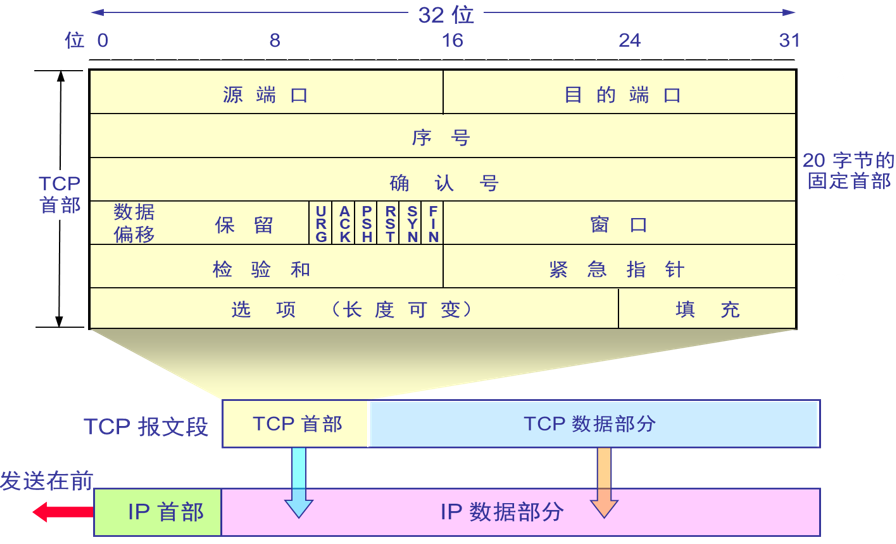 32 位
位 0 8 16 24 31
源 端 口
目 的 端 口
序 号
确 认 号
TCP
首部
20 字节的
固定首部
数据
偏移
保 留
URG
ACK
PSH
RST
SYN
FIN
窗 口
检 验 和
紧 急 指 针
选 项 （长 度 可 变）
填 充
TCP 报文段
TCP 首部
TCP 数据部分
发送在前
IP 首部
IP 数据部分